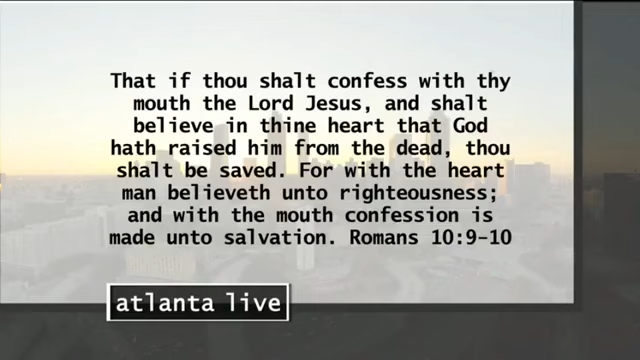 That if thou shalt confess with thy
mouth the Lord Jesus, and shalt
believe in thine heart that God
hath raised him from the dead, thou
shalt be saved. For with the heart
man believeth unto righteousness;
and with the mouth confession is
made unto salvation. Romans 10:9-10
atlanta live